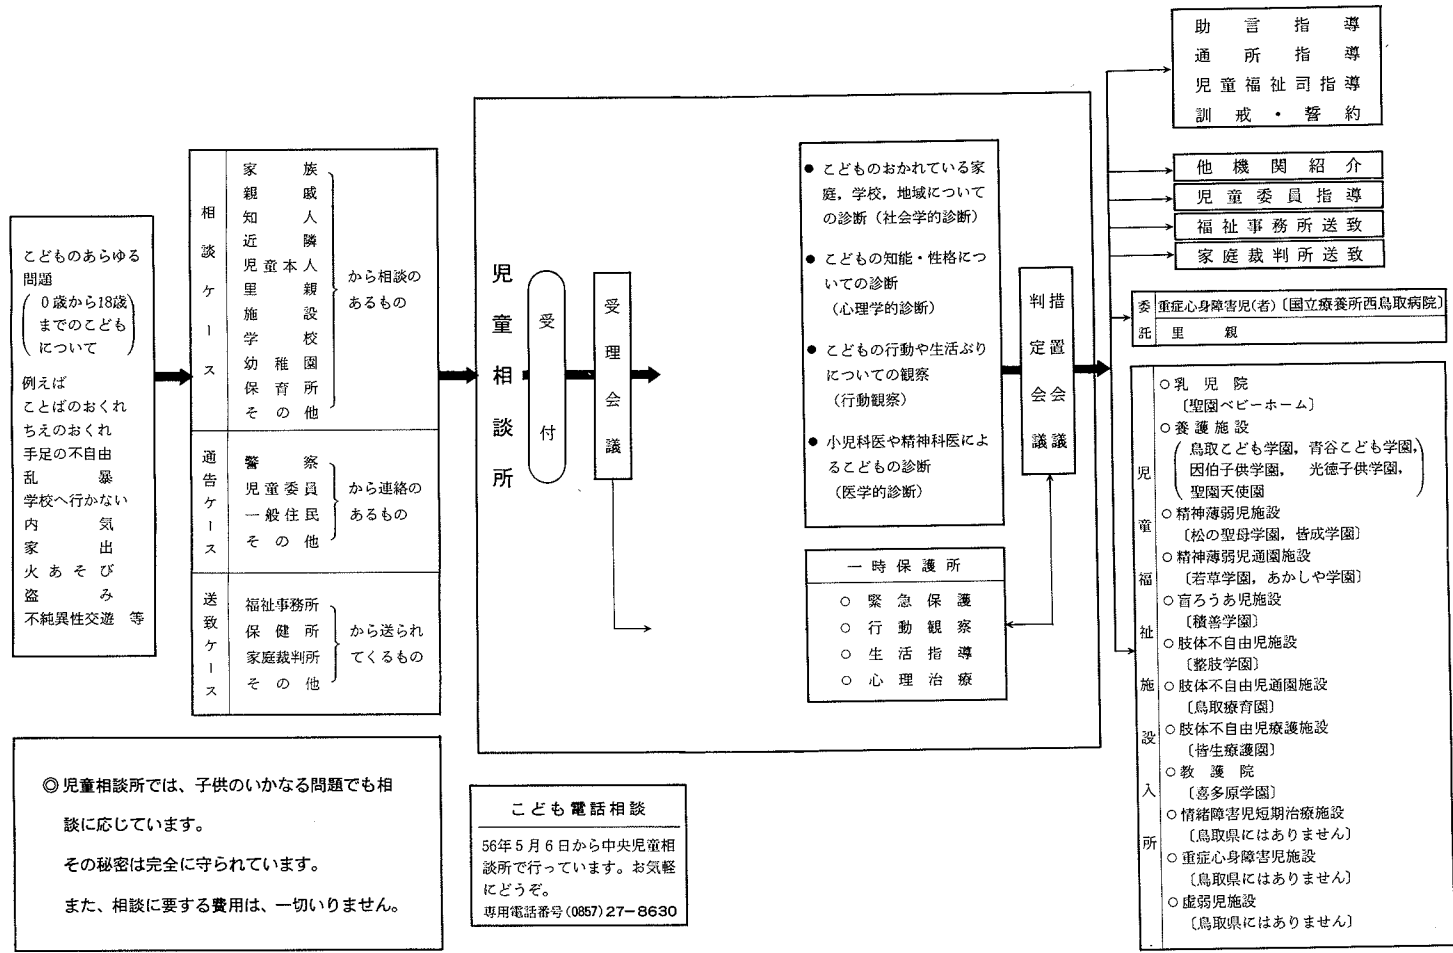 こどものあらゆる
問題
(0歳から18歳
までのこども
について)
例えば
ことばのおくれ
ちえのおくれ
手足の不自由
乱暴
学校へ行かない
内気
家出
火あそび
盗み
不純異性交遊 等
相談ケース
家族
親戚
知人
近隣
児童本人
里親
施設
学校
幼稚園
保育所
その他
から相談の
あるもの
通告ケース
警察
児童委員
一般住民
その他
から連絡の
あるもの
送致ケース
福祉事務所
保健所
家庭裁判所
その他
から送られ
てくるもの
児童相談所
受付
受理会議
● こどものおかれている家
庭,学校,地域についての
の診断(社会学的診断)
● こどもの知能・性格につ
いての診断
(心理学的診断)
● こどもの行動や生活ぶり
についての観察
(行動観察)
● 小児科医や精神科医によ
るこどもの診断
(医学的診断)
一時保護所
○ 緊急保護
○ 行動観察
○ 生活指導
○ 心理治療
措置会議
判定会議
助言指導
通所指導
児童福祉司指導
訓戒・誓約
他機関紹介
児童委員指導
福祉事務所送致
家庭裁判所送致
委託
重症心身障害児(者)〔国立療養所西鳥取病院〕
里親
児童福祉施設入所
○乳児院
〔聖園ベビーホーム〕
○養護施設
(鳥取こども学園,青谷こども学園,
因伯子供学園, 光徳子供学園,
聖園天使園)
○精神薄弱児施設
〔松の聖母学園,皆成学園〕
○精神薄弱児通園施設
〔若草学園,あかしや学園〕
○盲ろうあ児施設
〔積善学園〕
○肢体不自由児施設
〔整肢学園〕
○肢体不自由児通園施設
〔鳥取療育園〕
○肢体不自由児療護施設
〔皆生療護園〕
○教護院
〔喜多原学園〕
○情緒障害児短期治療施設
〔鳥取県にはありません〕
○重症心身障害児施設
〔鳥取県にはありません〕
○虚弱児施設
〔鳥取県にはありません〕
◎児童相談所では、子供のいかなる問題でも相
談に応じています。
その秘密は完全に守られています。
また、相談に要する費用は、一切いりません。
こども電話相談
56年5月6日から中央児童相
談所で行っています。お気軽
にどうぞ。
専用電話番号(0857)27-8630